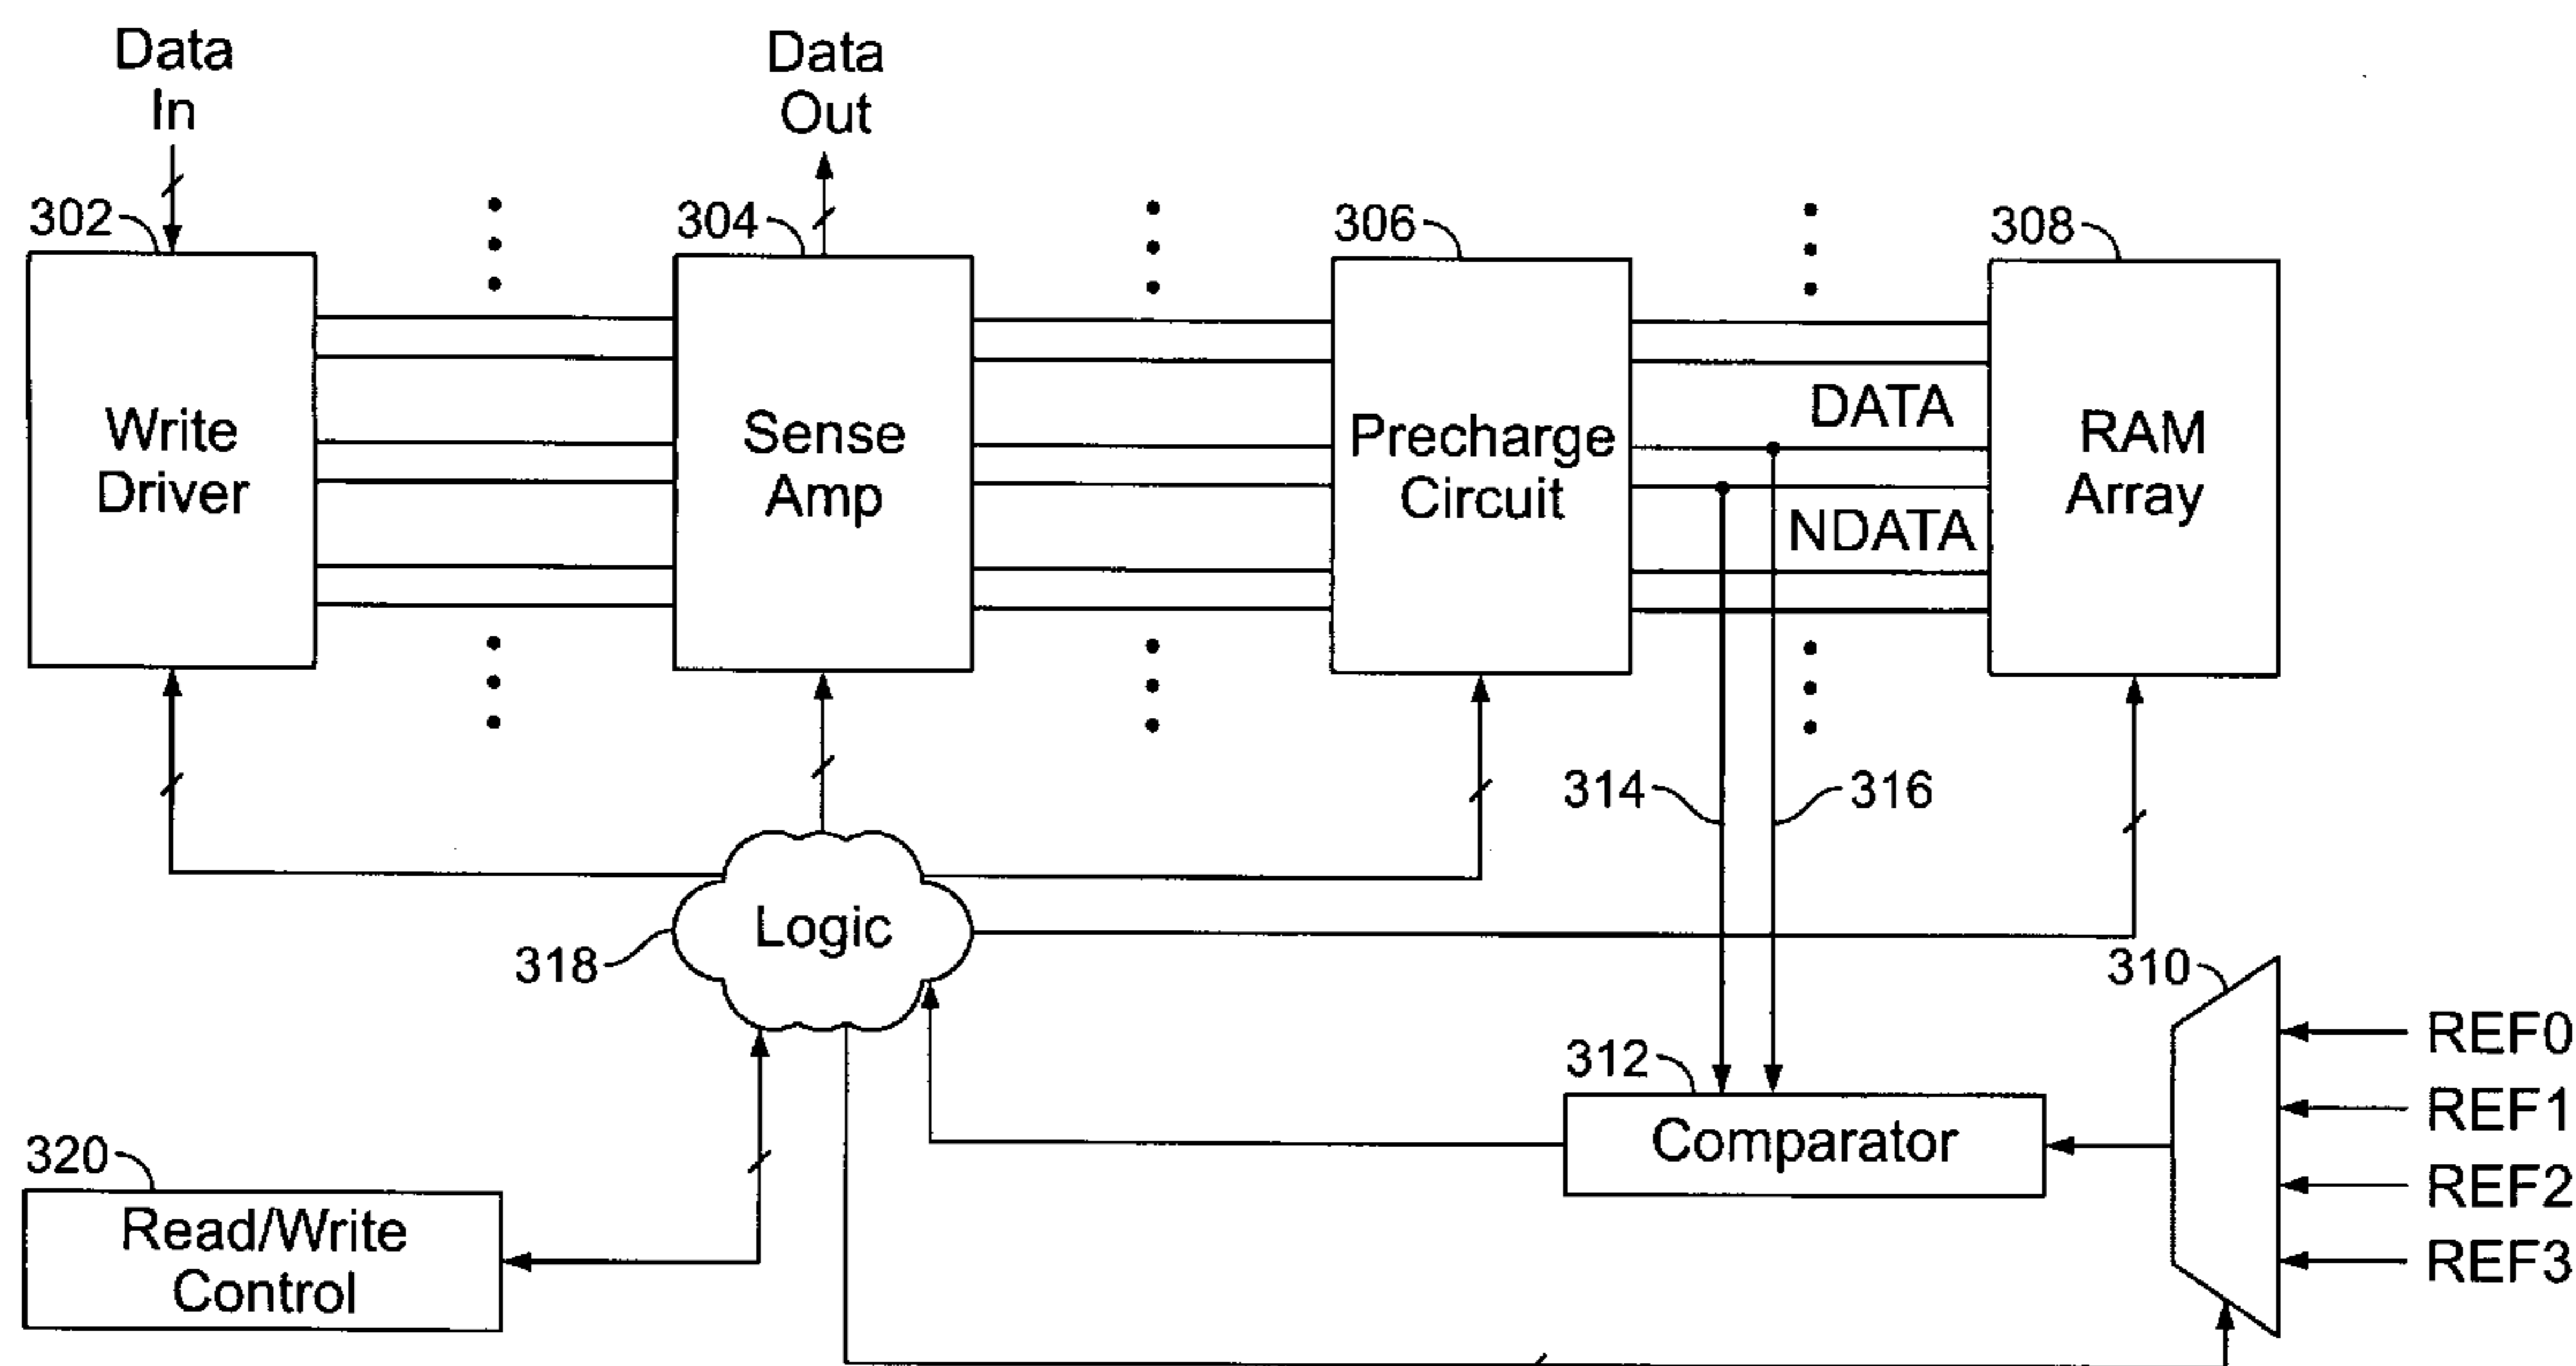 Data
In
Data
Out
302
304
306
308
Write
Driver
Sense
Amp
Precharge
Circuit
DATA
NDATA
RAM
Array
314
316
318
Logic
310
REF0
REF1
REF2
REF3
312
Comparator
320
Read/Write
Control